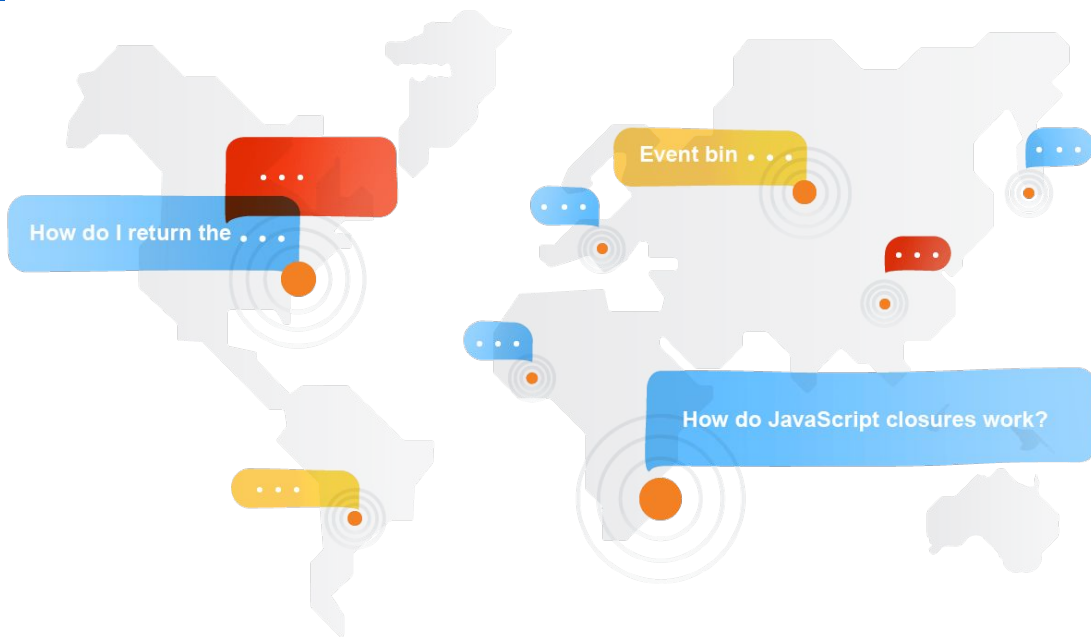 Event bin . . .
. . .
. . .
. . .
How do I return the . . .
. . .
. . .
How do JavaScript closures work?
. . .